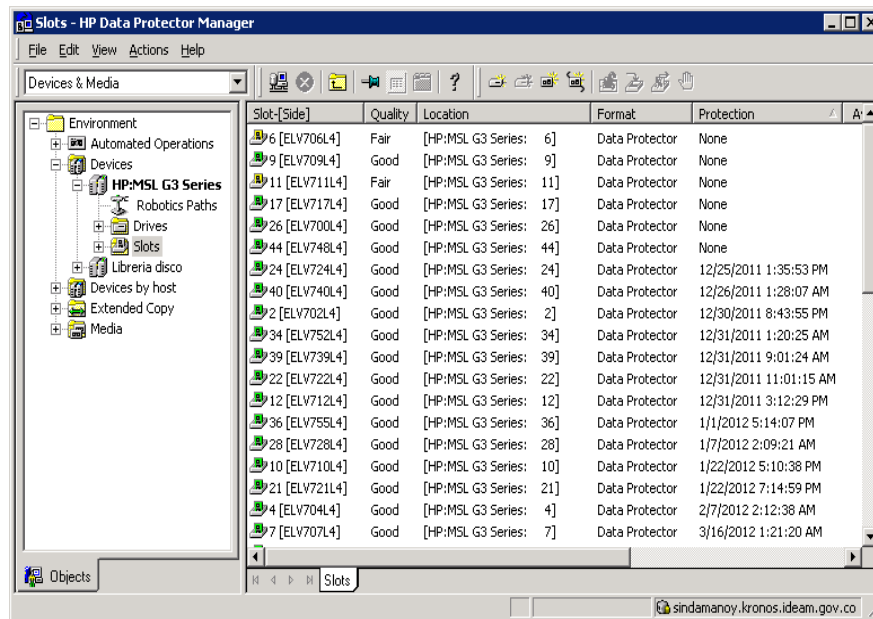 Slots - HP Data Protector Manager
File Edit View Actions Help
Devices & Media
Environment
Automated Operations
Devices
HP:MSL G3 Series
Robotics Paths
Drives
Slots
Libreria disco
Devices by host
Extended Copy
Media
Objects
Slot-[Side] Quality Location Format Protection
6 [ELV706L4] Fair [HP:MSL G3 Series: 6] Data Protector None
9 [ELV709L4] Good [HP:MSL G3 Series: 9] Data Protector None
11 [ELV711L4] Fair [HP:MSL G3 Series: 11] Data Protector None
17 [ELV717L4] Good [HP:MSL G3 Series: 17] Data Protector None
26 [ELV700L4] Good [HP:MSL G3 Series: 26] Data Protector None
44 [ELV748L4] Good [HP:MSL G3 Series: 44] Data Protector None
24 [ELV724L4] Good [HP:MSL G3 Series: 24] Data Protector 12/25/2011 1:35:53 PM
40 [ELV740L4] Good [HP:MSL G3 Series: 40] Data Protector 12/26/2011 1:28:07 AM
2 [ELV702L4] Good [HP:MSL G3 Series: 2] Data Protector 12/30/2011 8:43:55 PM
34 [ELV752L4] Good [HP:MSL G3 Series: 34] Data Protector 12/31/2011 1:20:25 AM
39 [ELV739L4] Good [HP:MSL G3 Series: 39] Data Protector 12/31/2011 9:01:24 AM
22 [ELV722L4] Good [HP:MSL G3 Series: 22] Data Protector 12/31/2011 11:01:15 AM
12 [ELV712L4] Good [HP:MSL G3 Series: 12] Data Protector 12/31/2011 3:12:29 PM
36 [ELV755L4] Good [HP:MSL G3 Series: 36] Data Protector 1/1/2012 5:14:07 PM
28 [ELV728L4] Good [HP:MSL G3 Series: 28] Data Protector 1/7/2012 2:09:21 AM
10 [ELV710L4] Good [HP:MSL G3 Series: 10] Data Protector 1/22/2012 5:10:38 PM
21 [ELV721L4] Good [HP:MSL G3 Series: 21] Data Protector 1/22/2012 7:14:59 PM
4 [ELV704L4] Good [HP:MSL G3 Series: 4] Data Protector 2/7/2012 2:12:38 AM
7 [ELV707L4] Good [HP:MSL G3 Series: 7] Data Protector 3/16/2012 1:21:20 AM
Slots
sindamanoy.kronos.ideam.gov.co